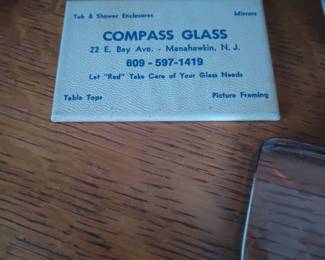 Tub & Shower Enclosures Mirrors
COMPASS GLASS
22 E. Bay Ave. - Manahawkin, N. J.
609 - 597-1419
Let "Rod" Take Care of Your Glass Needs
Table Tops Picture Framing